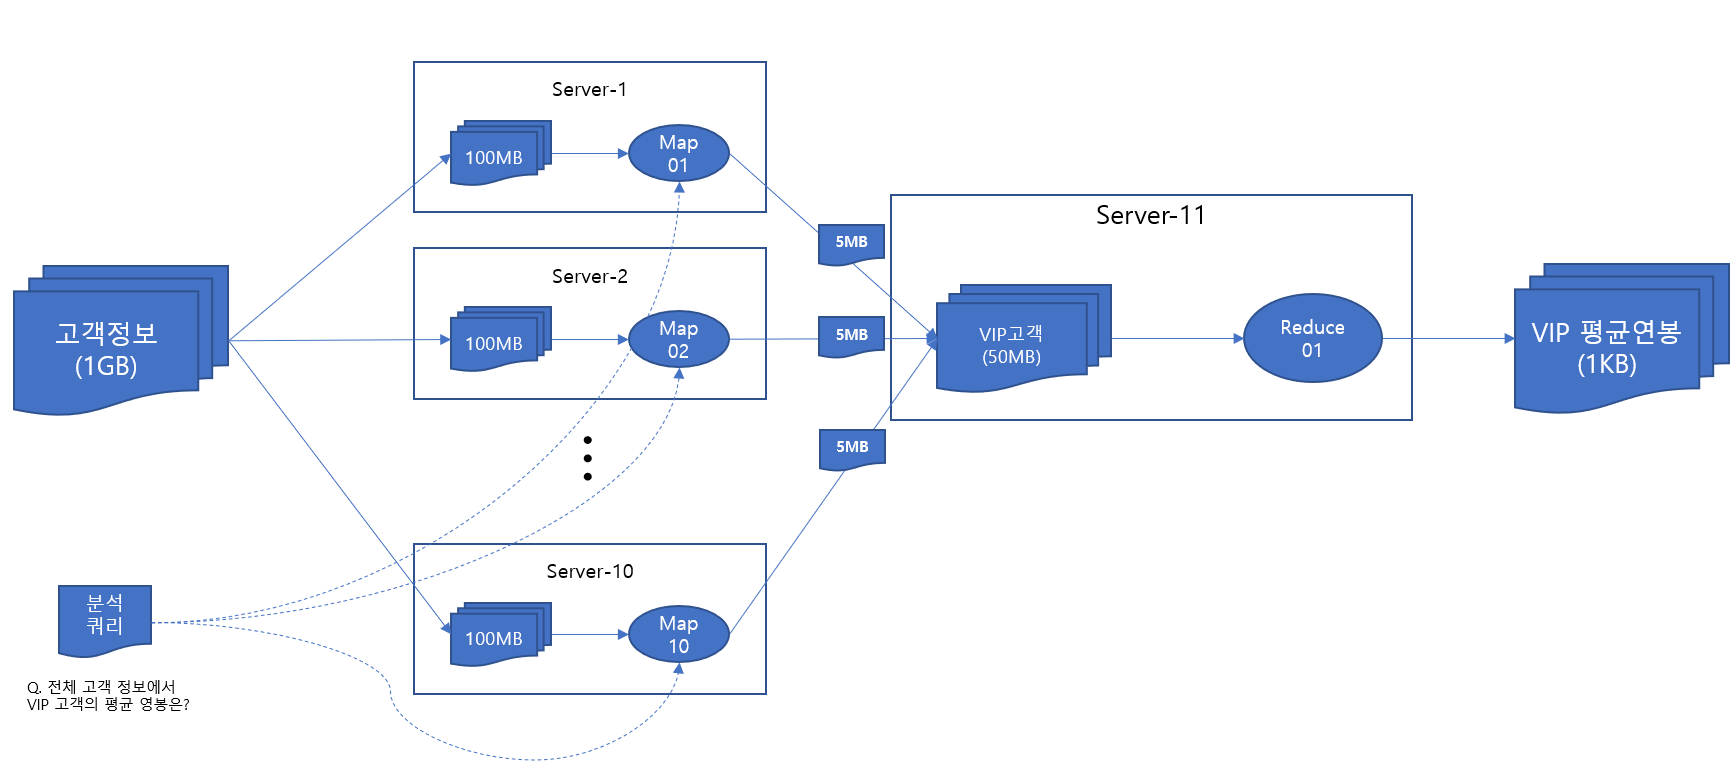 Server-1
100MB
Map
01
Server-2
100MB
Map
02
Server-10
100MB
Map
10
고객정보
(1GB)
분석
쿼리
Q. 전체 고객 정보에서
VIP 고객의 평균 영봉은?
5MB
5MB
5MB
Server-11
VIP고객
(50MB)
Reduce
01
VIP 평균연봉
(1KB)